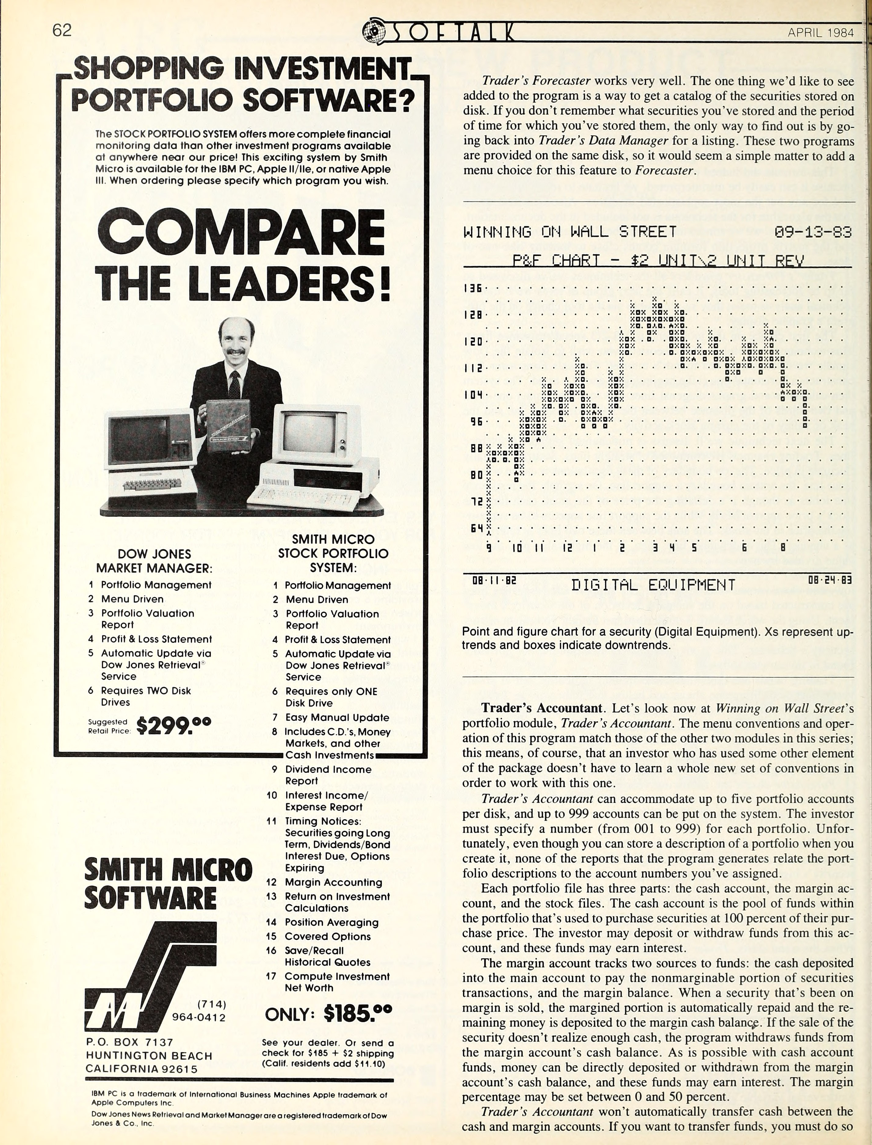 62
SOFTALK
APRIL 1984
SHOPPING INVESTMENT
PORTFOLIO SOFTWARE?
The STOCK PORTFOLIO SYSTEM offers more complete financial
monitoring data than other investment programs available
at anywhere near our price! This exciting system by Smith
Micro is available for the IBM PC, Apple II/IIe, or native Apple
III. When ordering please specify which program you wish.
COMPARE
THE LEADERS!
DOW JONES
MARKET MANAGER:
1 Portfolio Management
2 Menu Driven
3 Portfolio Valuation
Report
4 Profit & Loss Statement
5 Automatic Update via
Dow Jones Retrieval®
Service
6 Requires TWO Disk
Drives
Suggested
Retail Price: $299.00
SMITH MICRO
STOCK PORTFOLIO
SYSTEM:
1 Portfolio Management
2 Menu Driven
3 Portfolio Valuation
Report
4 Profit & Loss Statement
5 Automatic Update via
Dow Jones Retrieval®
Service
6 Requires only ONE
Disk Drive
7 Easy Manual Update
8 Includes C.D.'s, Money
Markets, and other
Cash Investments
9 Dividend Income
Report
10 Interest Income/
Expense Report
11 Timing Notices:
Securities going Long
Term, Dividends/Bond
Interest Due, Options
Expiring
12 Margin Accounting
13 Return on Investment
Calculations
14 Position Averaging
15 Covered Options
16 Save/Recall
Historical Quotes
17 Compute Investment
Net Worth
ONLY: $185.00
See your dealer. Or send a
check for $185 + $2 shipping
(Calif. residents add $11.10)
SMITH MICRO
SOFTWARE
(714)
964-0412
P.O. BOX 7137
HUNTINGTON BEACH
CALIFORNIA 92615
IBM PC is a trademark of International Business Machines Apple trademark of
Apple Computers Inc.
Dow Jones News Retrieval and Market Manager are a registered trademark of Dow
Jones & Co., Inc.
Trader's Forecaster works very well. The one thing we'd like to see
added to the program is a way to get a catalog of the securities stored on
disk. If you don't remember what securities you've stored and the period
of time for which you've stored them, the only way to find out is by go-
ing back into Trader's Data Manager for a listing. These two programs
are provided on the same disk, so it would seem a simple matter to add a
menu choice for this feature to Forecaster.
WINNING ON WALL STREET 09-13-83
P&F CHART - $2 UNIT\2 UNIT REV
136
128
120
112
104
96
88
80
72
64
9 10 11 12 1 2 3 4 5 6 8
08-11-82 DIGITAL EQUIPMENT 08-24-83
Point and figure chart for a security (Digital Equipment). Xs represent up-
trends and boxes indicate downtrends.
Trader's Accountant. Let's look now at Winning on Wall Street's
portfolio module, Trader's Accountant. The menu conventions and oper-
ation of this program match those of the other two modules in this series;
this means, of course, that an investor who has used some other element
of the package doesn't have to learn a whole new set of conventions in
order to work with this one.
Trader's Accountant can accommodate up to five portfolio accounts
per disk, and up to 999 accounts can be put on the system. The investor
must specify a number (from 001 to 999) for each portfolio. Unfor-
tunately, even though you can store a description of a portfolio when you
create it, none of the reports that the program generates relate the port-
folio descriptions to the account numbers you've assigned.
Each portfolio file has three parts: the cash account, the margin ac-
count, and the stock files. The cash account is the pool of funds within
the portfolio that's used to purchase securities at 100 percent of their pur-
chase price. The investor may deposit or withdraw funds from this ac-
count, and these funds may earn interest.
The margin account tracks two sources to funds: the cash deposited
into the main account to pay the nonmarginable portion of securities
transactions, and the margin balance. When a security that's been on
margin is sold, the margined portion is automatically repaid and the re-
maining money is deposited to the margin cash balance. If the sale of the
security doesn't realize enough cash, the program withdraws funds from
the margin account's cash balance. As is possible with cash account
funds, money can be directly deposited or withdrawn from the margin
account's cash balance, and these funds may earn interest. The margin
percentage may be set between 0 and 50 percent.
Trader's Accountant won't automatically transfer cash between the
cash and margin accounts. If you want to transfer funds, you must do so